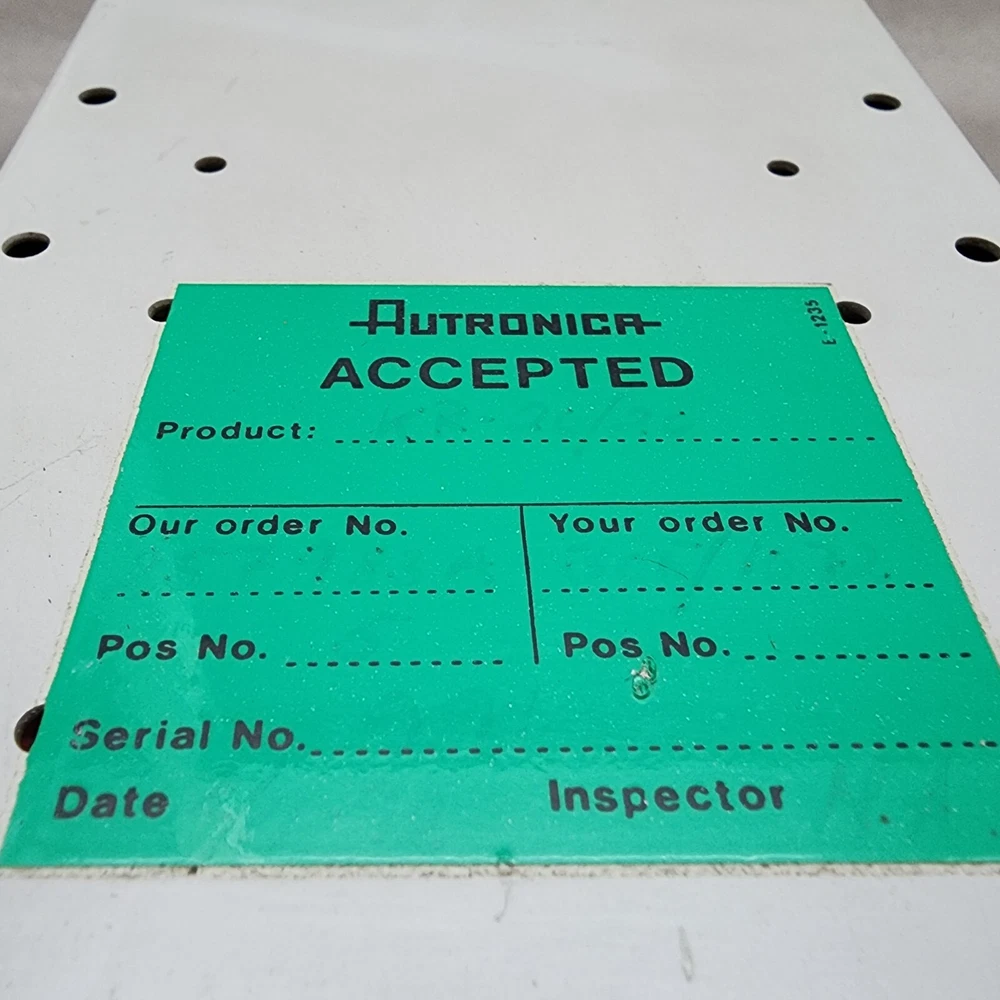 AUTRONICA
E-1235
ACCEPTED
Product:
Our order No. Your order No.
Pos No. Pos No.
Serial No.
Date Inspector